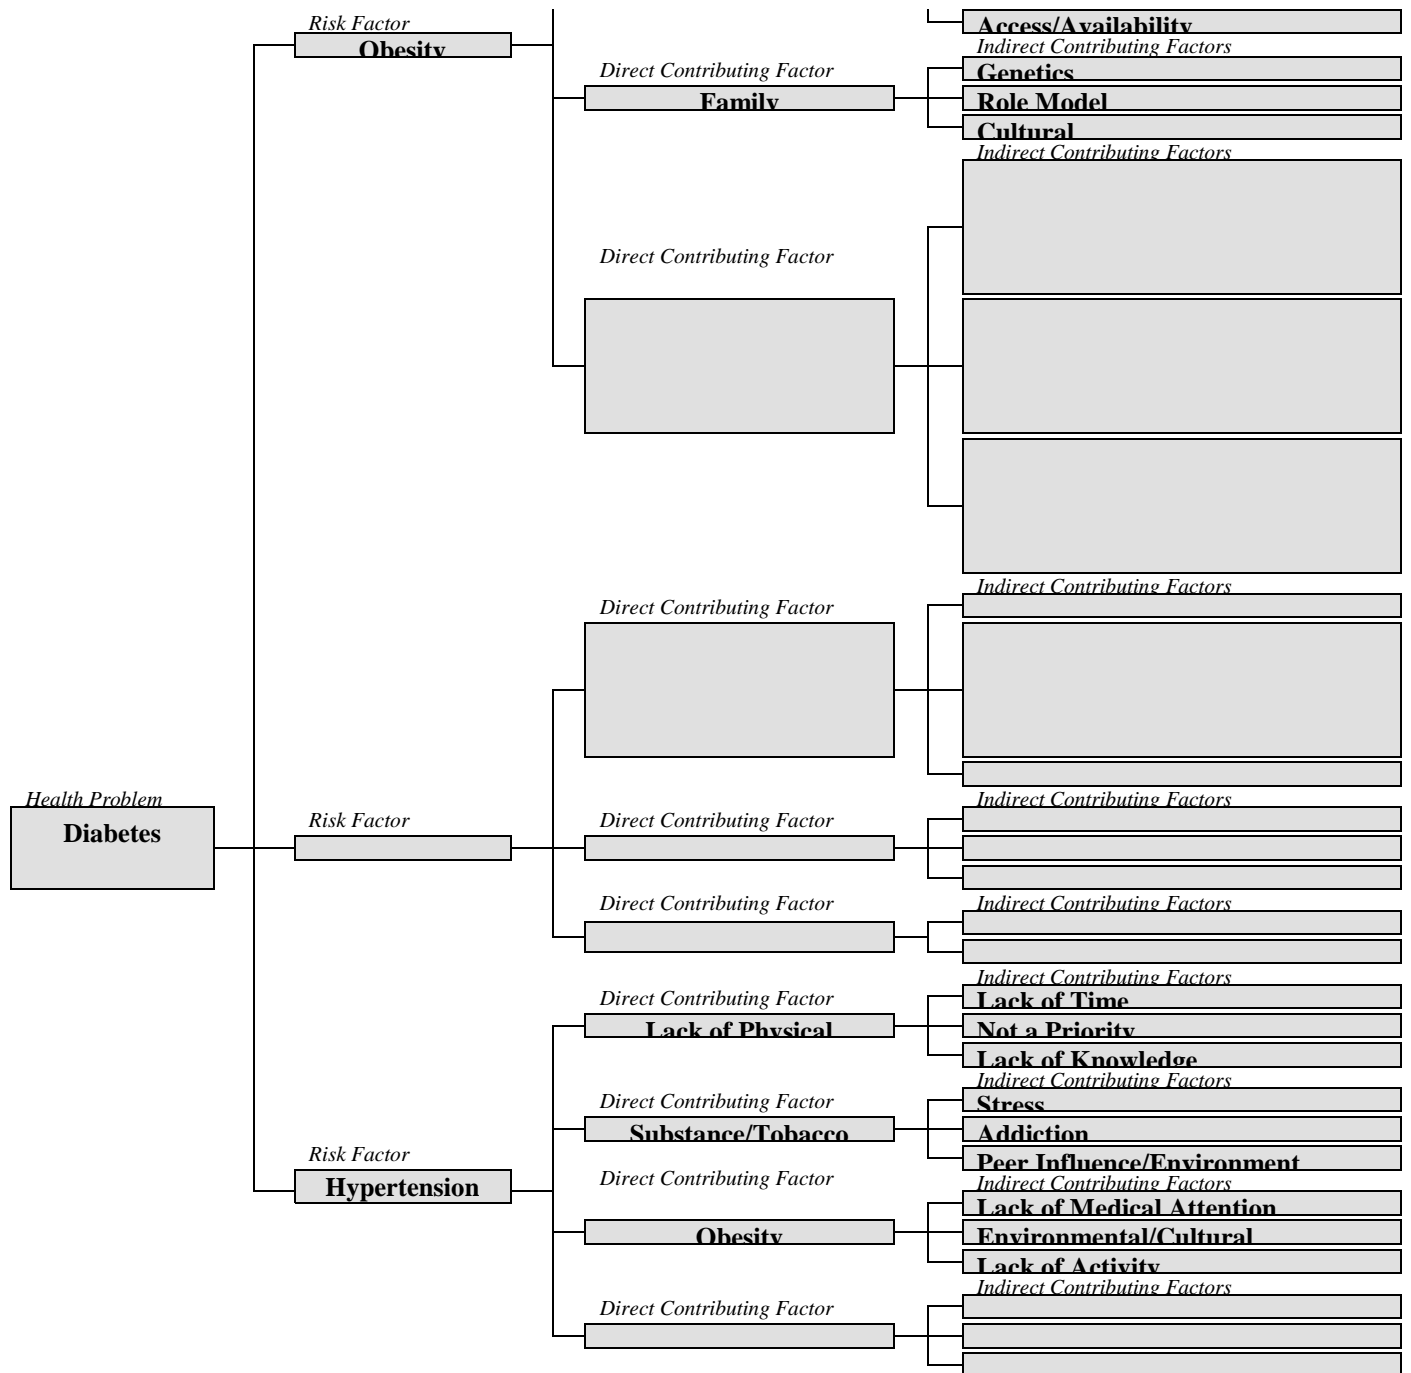 Risk Factor
Obesity
Access/Availability
Indirect Contributing Factors
Direct Contributing Factor
Family
Genetics
Role Model
Cultural
Indirect Contributing Factors
Direct Contributing Factor
Indirect Contributing Factors
Direct Contributing Factor
Health Problem
Diabetes
Risk Factor
Direct Contributing Factor
Indirect Contributing Factors
Direct Contributing Factor
Indirect Contributing Factors
Indirect Contributing Factors
Direct Contributing Factor
Lack of Physical
Lack of Time
Not a Priority
Lack of Knowledge
Indirect Contributing Factors
Direct Contributing Factor
Substance/Tobacco
Stress
Addiction
Peer Influence/Environment
Risk Factor
Hypertension
Direct Contributing Factor
Obesity
Indirect Contributing Factors
Lack of Medical Attention
Environmental/Cultural
Lack of Activity
Indirect Contributing Factors
Direct Contributing Factor